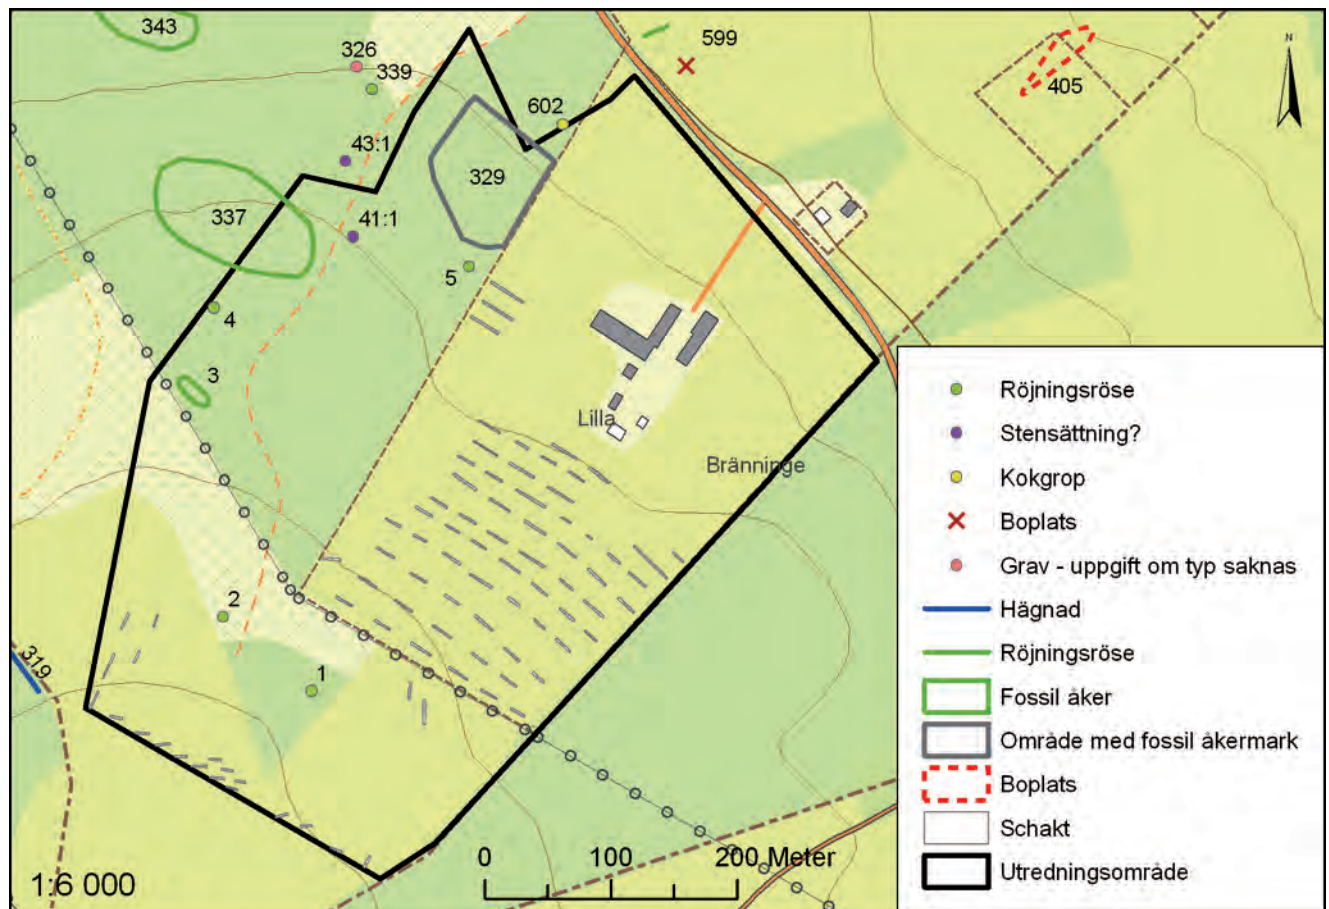 343
326
339
599
N
405
602
43:1
329
337
41:1
5
4
3
Lilla
Bränninge
2
319
1
0 100 200 Meter
1:6 000
Röjningsröse
Stensättning?
Kokgrop
Boplats
Grav - uppgift om typ saknas
Hägnad
Röjningsröse
Fossil åker
Område med fossil åkermark
Boplats
Schakt
Utredningsområde